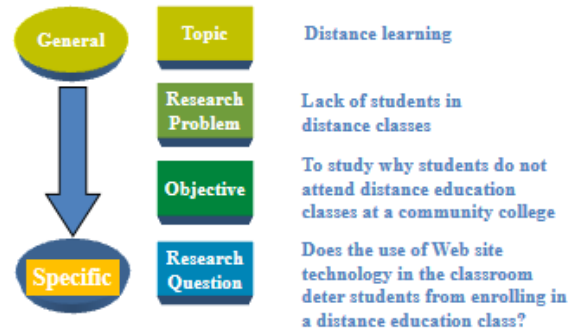 General
Topic
Distance learning
Research
Problem
Lack of students in
distance classes
Objective
To study why students do not
attend distance education
classes at a community college
Specific
Research
Question
Does the use of Web site
technology in the classroom
deter students from enrolling in
a distance education class?